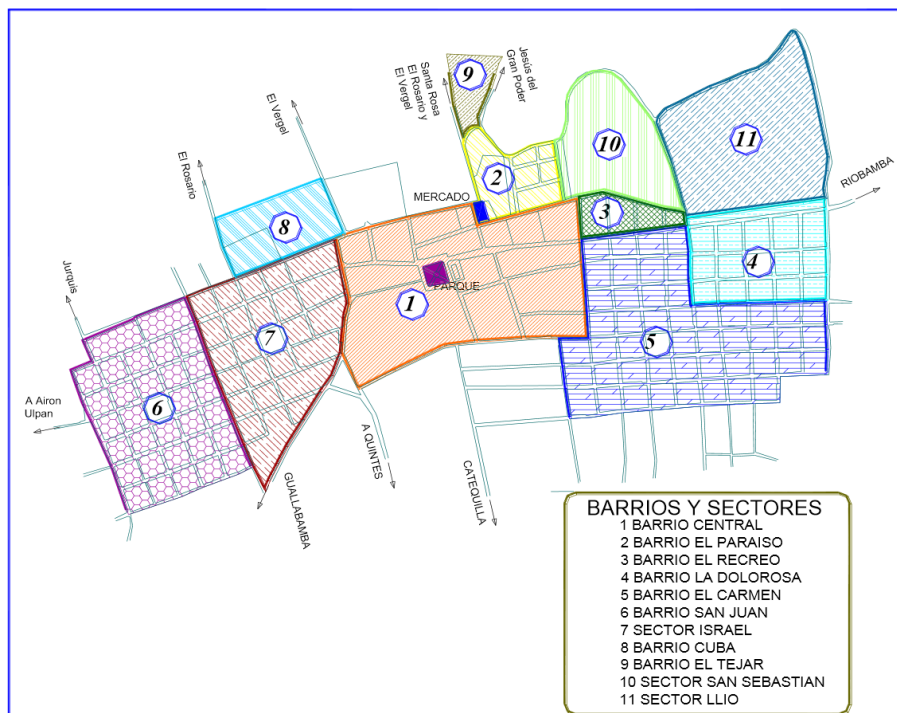 9
Jesús del
Gran Poder
Santa Rosa
El Rosario y
El Vergel
El Vergel
El Rosario
10
11
2
RIOBAMBA
MERCADO
3
8
4
Jurquis
PARQUE
1
7
5
6
A Airon
Ulpan
A QUINTES
CATEQUILLA
GUALLABAMBA
BARRIOS Y SECTORES
1 BARRIO CENTRAL
2 BARRIO EL PARAISO
3 BARRIO EL RECREO
4 BARRIO LA DOLOROSA
5 BARRIO EL CARMEN
6 BARRIO SAN JUAN
7 SECTOR ISRAEL
8 BARRIO CUBA
9 BARRIO EL TEJAR
10 SECTOR SAN SEBASTIAN
11 SECTOR LLIO